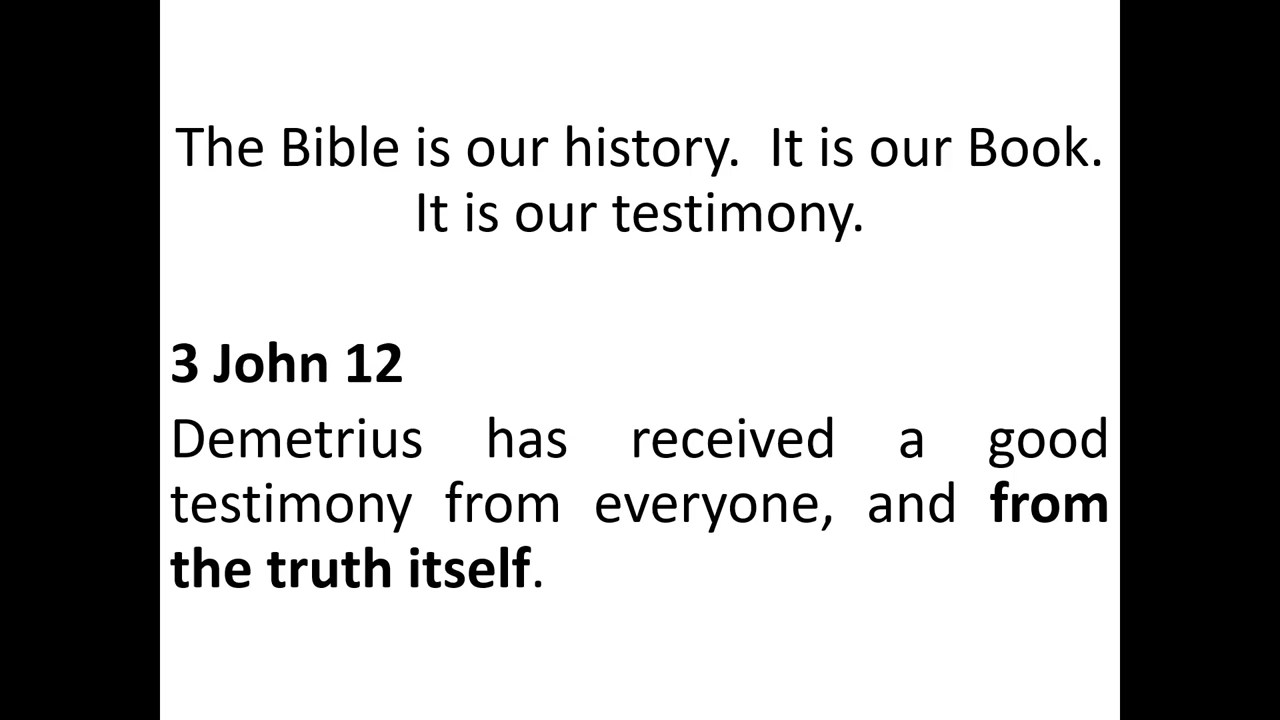 The Bible is our history.  It is our Book.
It is our testimony.
3 John 12
Demetrius has received a good
testimony from everyone, and from
the truth itself.